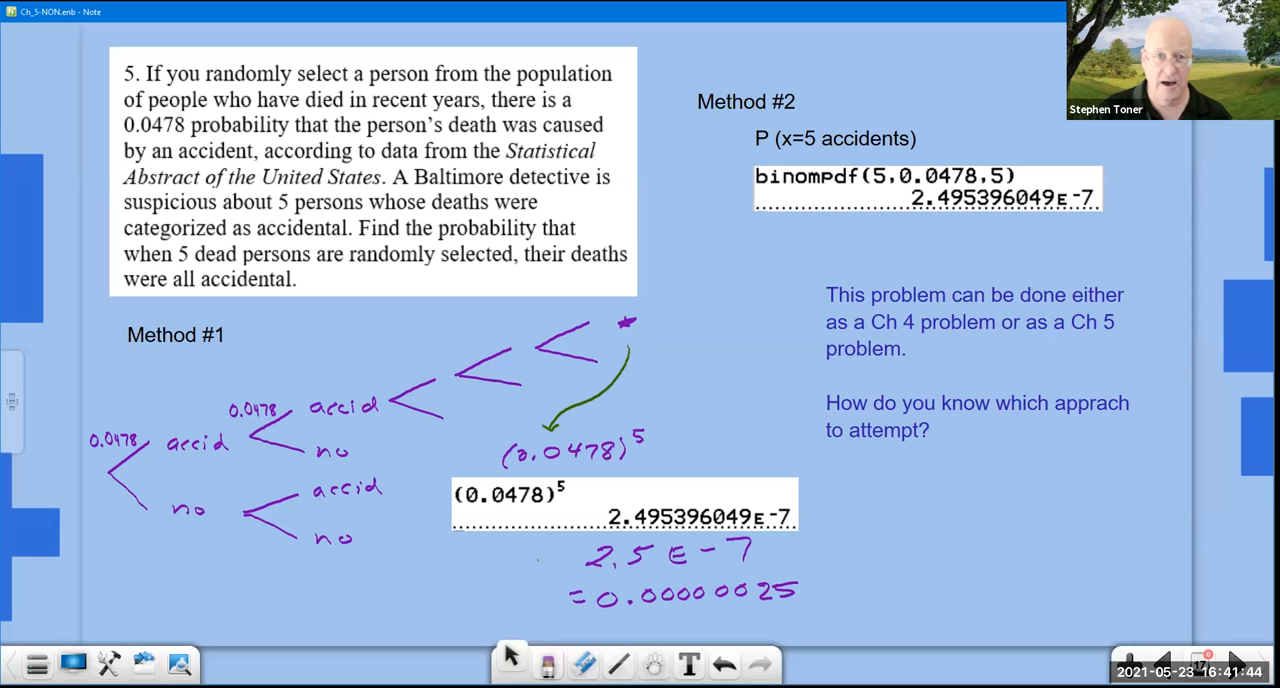 Ch_5-NON.enb - Note
5. If you randomly select a person from the population
of people who have died in recent years, there is a
0.0478 probability that the person's death was caused
by an accident, according to data from the Statistical
Abstract of the United States. A Baltimore detective is
suspicious about 5 persons whose deaths were
categorized as accidental. Find the probability that
when 5 dead persons are randomly selected, their deaths
were all accidental.
Method #1
0.0478
accid
no
0.0478
accid
no
accid
no
(0.0478)^5
(0.0478)⁵
2.495396049E-7
2.5 E-7
=0.00000025
Method #2
P (x=5 accidents)
binompdf(5,0.0478,5)
2.495396049E-7
This problem can be done either
as a Ch 4 problem or as a Ch 5
problem.
How do you know which apprach
to attempt?
Stephen Toner
T
17
0
2021-05-23 16:41:44